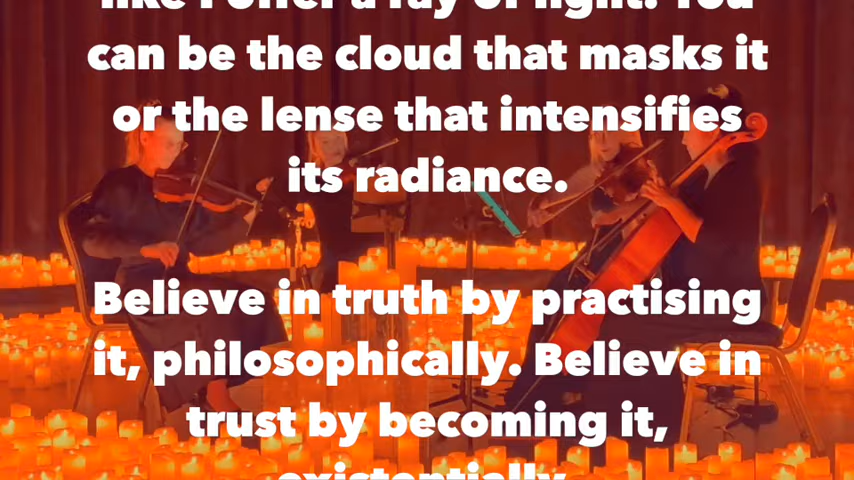 like I offer a ray of light. You
can be the cloud that masks it
or the lense that intensifies
its radiance.
Believe in truth by practising
it, philosophically. Believe in
trust by becoming it,
existentially.